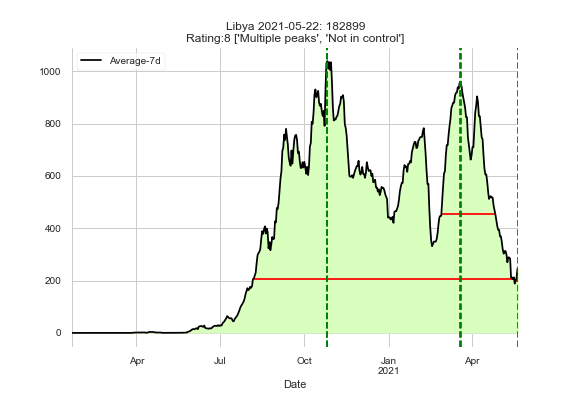 Libya 2021-05-22: 182899
Rating:8 ['Multiple peaks', 'Not in control']
Average-7d
1000
800
600
400
200
0
Apr
Jul
Oct
Jan
2021
Apr
Date